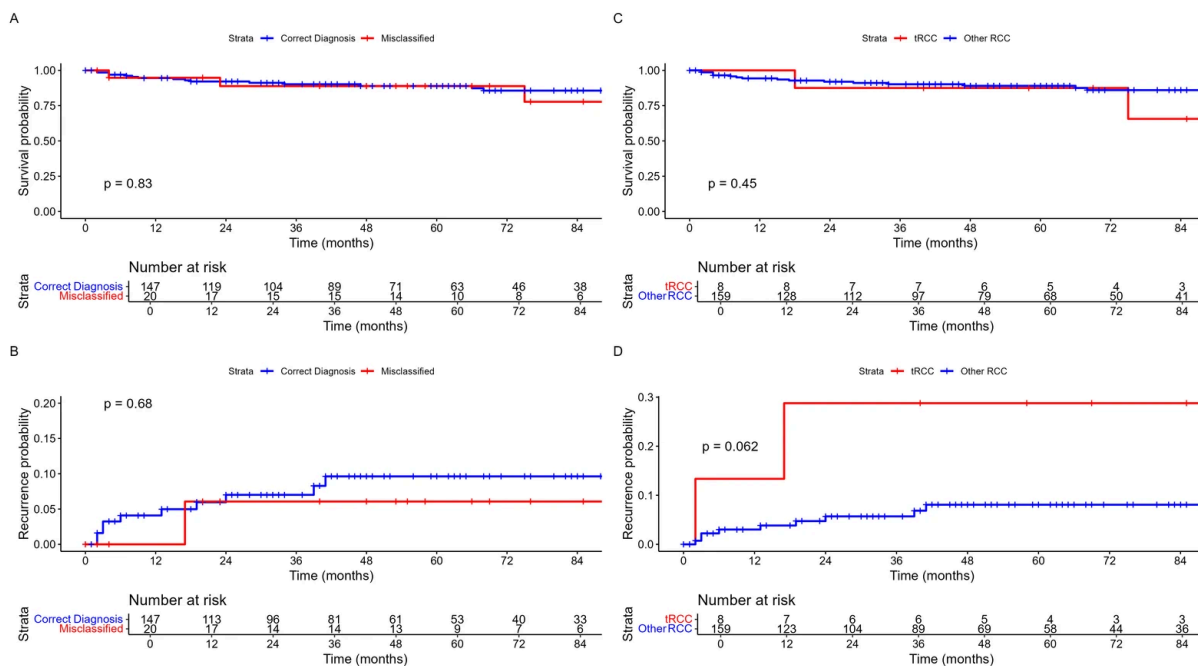 A
Strata Correct Diagnosis Misclassified
Survival probability
1.00
0.75
0.50
0.25
0.00
p = 0.83
0 12 24 36 48 60 72 84
Time (months)
Number at risk
Strata
Correct Diagnosis 147 119 104 89 71 63 46 38
Misclassified 20 17 15 15 14 10 8 6
0 12 24 36 48 60 72 84
Time (months)
B
Strata Correct Diagnosis Misclassified
Recurrence probability
0.20
0.15
0.10
0.05
0.00
p = 0.68
0 12 24 36 48 60 72 84
Time (months)
Number at risk
Strata
Correct Diagnosis 147 113 96 81 61 53 40 33
Misclassified 20 17 14 14 13 9 7 6
0 12 24 36 48 60 72 84
Time (months)
C
Strata tRCC Other RCC
Survival probability
1.00
0.75
0.50
0.25
0.00
p = 0.45
0 12 24 36 48 60 72 84
Time (months)
Number at risk
Strata
tRCC 8 8 7 7 6 5 4 3
Other RCC 159 128 112 97 79 68 50 41
0 12 24 36 48 60 72 84
Time (months)
D
Strata tRCC Other RCC
Recurrence probability
0.3
0.2
0.1
0.0
p = 0.062
0 12 24 36 48 60 72 84
Time (months)
Number at risk
Strata
tRCC 8 7 6 6 5 4 3 3
Other RCC 159 123 104 89 69 58 44 36
0 12 24 36 48 60 72 84
Time (months)